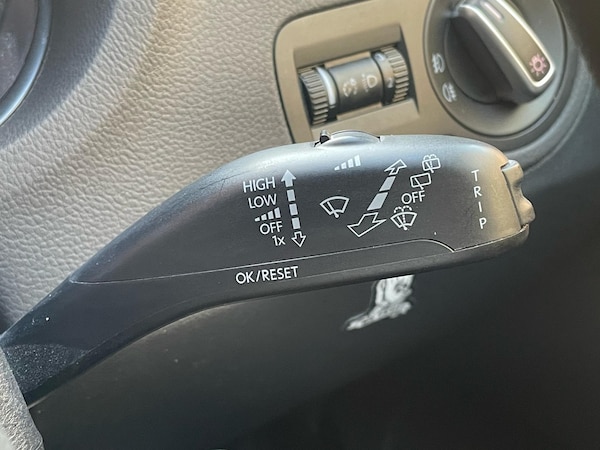 HIGH
LOW
OFF
1x
OFF
TRIP
OK/RESET